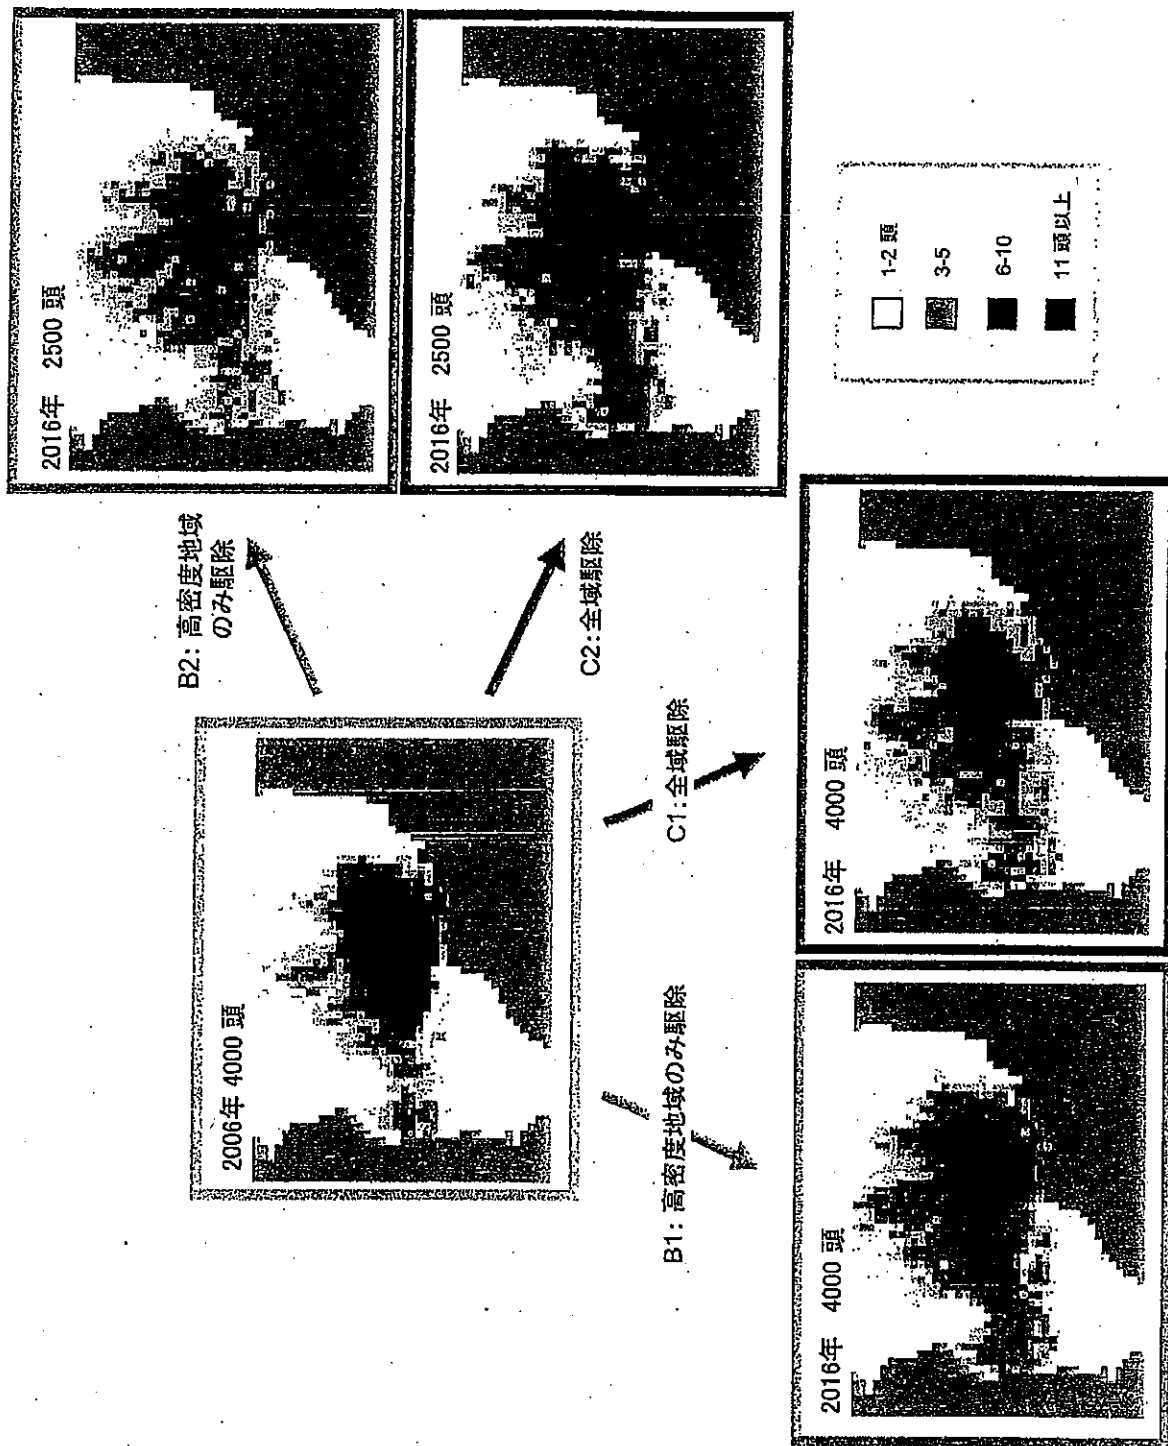 2006年 4000 頭
B1: 高密度地域のみ駆除
2016年 4000 頭
C1:全域駆除
2016年 4000 頭
B2: 高密度地域
のみ駆除
2016年 2500 頭
C2:全域駆除
2016年 2500 頭
1-2 頭
3-5
6-10
11 頭以上